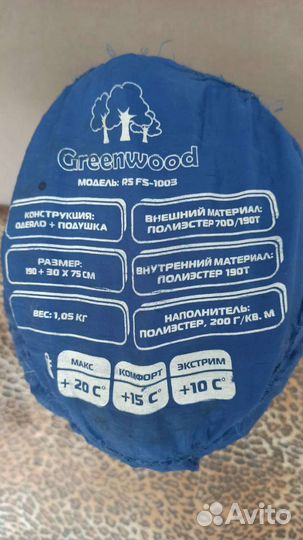 Greenwood
МОДЕЛЬ: RS FS-1003
КОНСТРУКЦИЯ:
ОДЕЯЛО + ПОДУШКА
ВНЕШНИЙ МАТЕРИАЛ:
ПОЛИЭСТЕР 70D/190T
РАЗМЕР:
190 + 30 X 75 СМ
ВНУТРЕННИЙ МАТЕРИАЛ:
ПОЛИЭСТЕР 190T
ВЕС: 1,05 КГ
НАПОЛНИТЕЛЬ:
ПОЛИЭСТЕР, 200 Г/КВ. М
МАКС
+ 20 C°
КОМФОРТ
+15 C°
ЭКСТРИМ
+10 C°
Avito